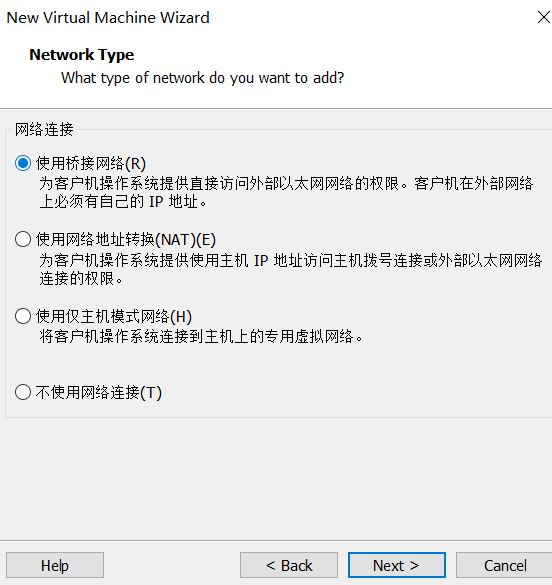 New Virtual Machine Wizard
Network Type
What type of network do you want to add?
网络连接
使用桥接网络(R)
为客户机操作系统提供直接访问外部以太网网络的权限。客户机在外部网络
上必须有自己的 IP 地址。
使用网络地址转换(NAT)(E)
为客户机操作系统提供使用主机 IP 地址访问主机拨号连接或外部以太网网络
连接的权限。
使用仅主机模式网络(H)
将客户机操作系统连接到主机上的专用虚拟网络。
不使用网络连接(T)
Help
< Back
Next >
Cancel